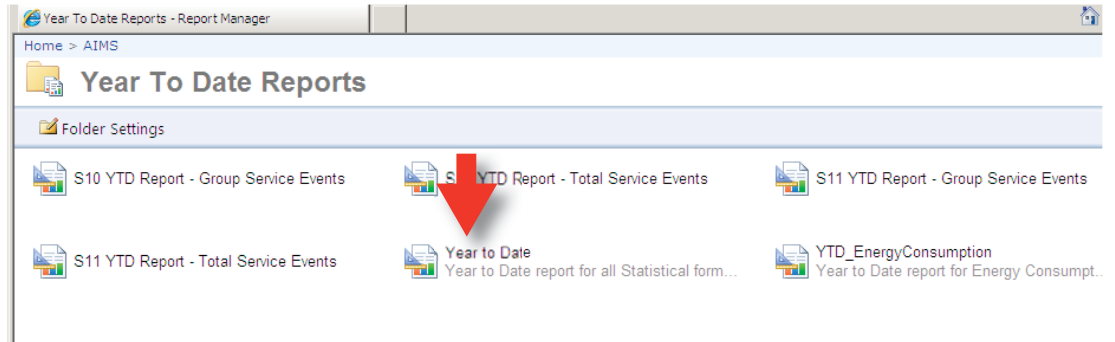 Year To Date Reports - Report Manager
Home > AIMS
Year To Date Reports
Folder Settings
S10 YTD Report - Group Service Events
YTD Report - Total Service Events
S11 YTD Report - Group Service Events
S11 YTD Report - Total Service Events
Year to Date
Year to Date report for all Statistical form...
YTD_EnergyConsumption
Year to Date report for Energy Consumpt..